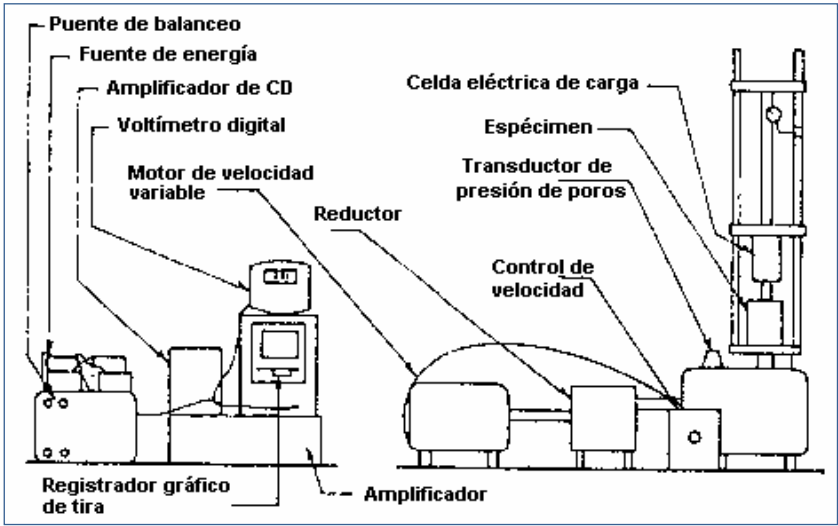 Puente de balanceo
Fuente de energía
Amplificador de CD
Voltímetro digital
Motor de velocidad
variable
Reductor
Celda eléctrica de carga
Espécimen
Transductor de
presión de poros
Control de
velocidad
Registrador gráfico
de tira
Amplificador